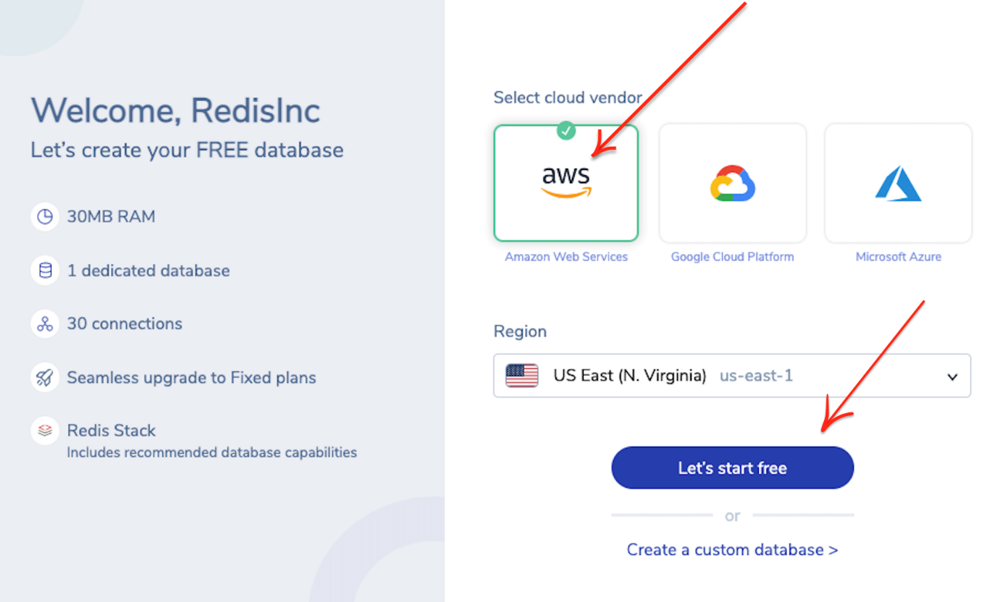 Welcome, RedisInc
Let's create your FREE database
30MB RAM
1 dedicated database
30 connections
Seamless upgrade to Fixed plans
Redis Stack
Includes recommended database capabilities
Select cloud vendor
aws
Amazon Web Services
Google Cloud Platform
Microsoft Azure
Region
US East (N. Virginia) us-east-1
Let's start free
or
Create a custom database >